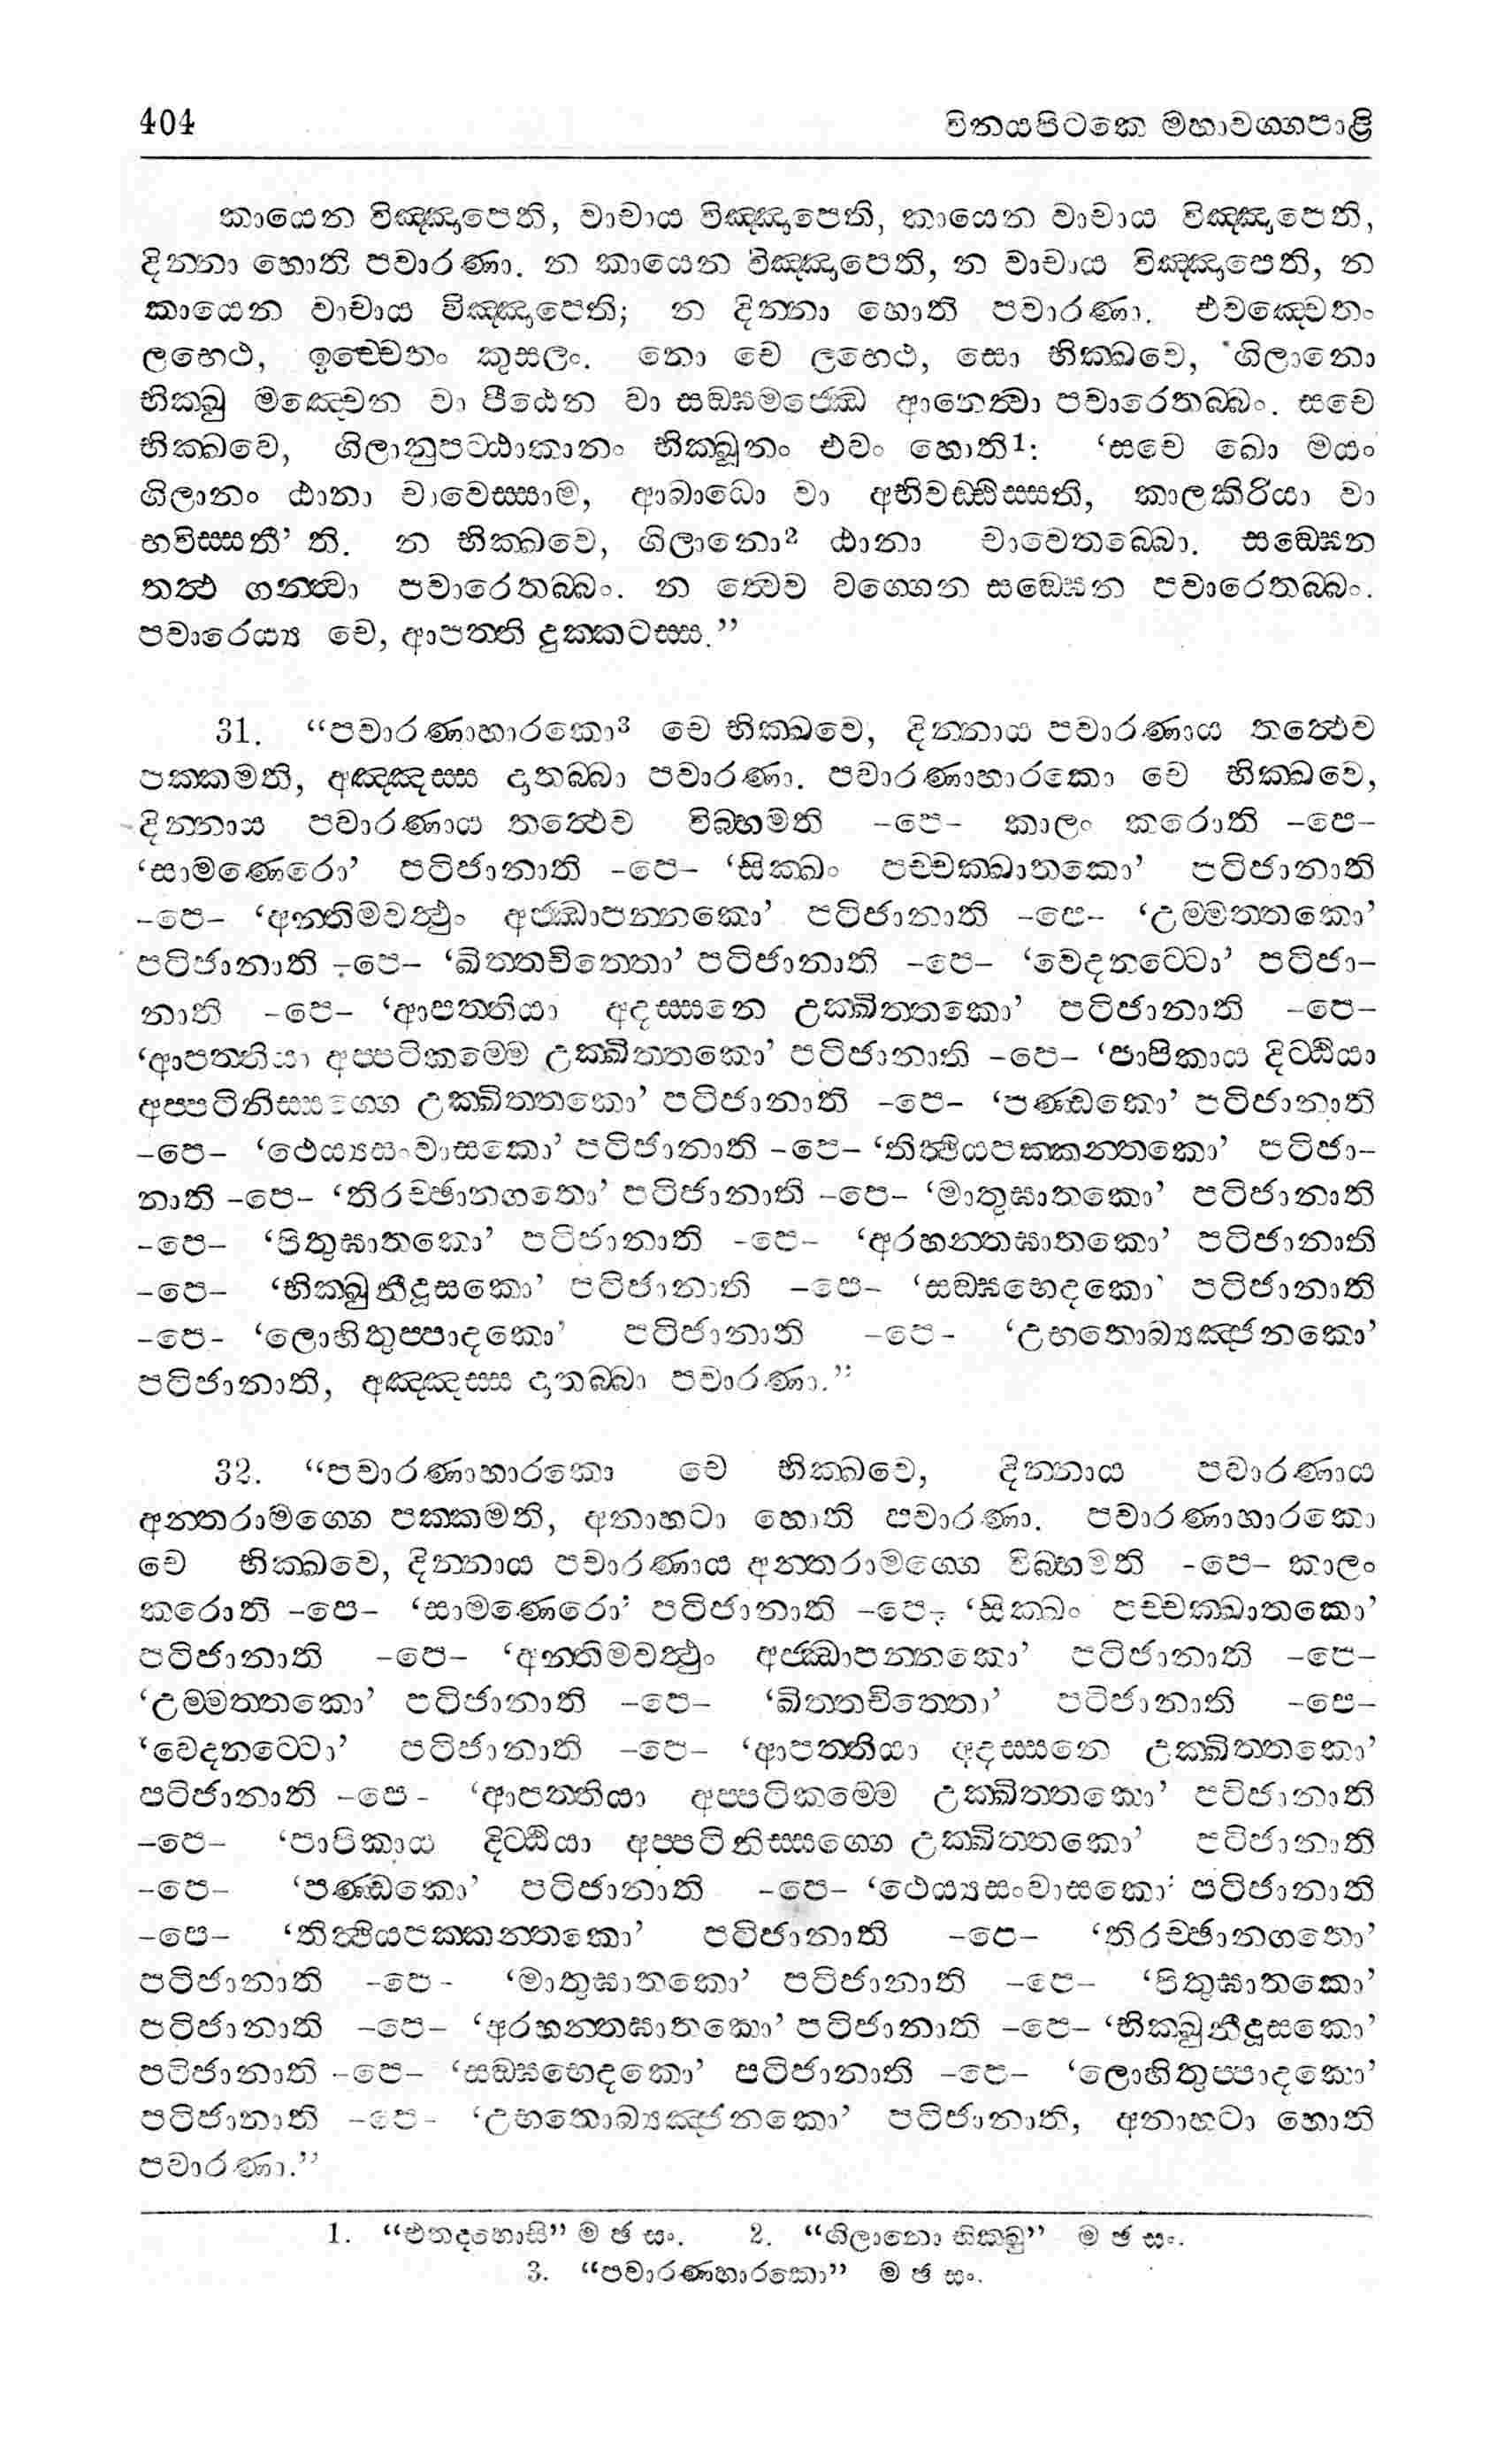 404 විනයපිටකෙ මහාවග්ගපාළි
කායෙන විඤ්ඤාපෙති, වාචාය විඤ්ඤාපෙති, කායෙන වාචාය විඤ්ඤාපෙති,
දින්නා හොති පවාරණා. න කායෙන විඤ්ඤාපෙති, න වාචාය විඤ්ඤාපෙති, න
කායෙන වාචාය විඤ්ඤාපෙති; න දින්නා හොති පවාරණා. එවඤ්චෙතං
ලභෙථ, ඉච්චෙතං කුසලං. නො චෙ ලභෙථ, සො භික්ඛවෙ, ගිලානො
භික්ඛු මඤ්චෙන වා පීඨෙන වා සඞ්ඝමජ්ඣෙ ආනෙත්වා පවාරෙතබ්බං. සචෙ
භික්ඛවෙ, ගිලානුපට්ඨාකානං භික්ඛූනං එවං හොති1: ‘සචෙ ඛො මයං
ගිලානං ඨානා චාවෙස්සාම, ආබාධො වා අභිවඩ්ඪිස්සති, කාලකිරියා වා
භවිස්සතී’ ති. න භික්ඛවෙ, ගිලානො2 ඨානා චාවෙතබ්බො. සඞ්ඝෙන
තත්ථ ගන්ත්වා පවාරෙතබ්බං. න ත්වෙව වග්ගෙන සඞ්ඝෙන පවාරෙතබ්බං.
පවාරෙය්‍ය චෙ, ආපත්ති දුක්කටස්ස.”
31. “පවාරණාහාරකො3 චෙ භික්ඛවෙ, දින්නාය පවාරණාය තත්ථෙව
පක්කමති, අඤ්ඤස්ස දාතබ්බා පවාරණා. පවාරණාහාරකො චෙ භික්ඛවෙ,
දින්නාය පවාරණාය තත්ථෙව විබ්භමති –පෙ– කාලං කරොති –පෙ–
‘සාමණෙරො’ පටිජානාති –පෙ– ‘සික්ඛං පච්චක්ඛාතකො’ පටිජානාති
–පෙ– ‘අන්තිමවත්ථුං අජ්ඣාපන්නකො’ පටිජානාති –පෙ– ‘උම්මත්තකො’
පටිජානාති –පෙ– ‘ඛිත්තචිත්තො’ පටිජානාති –පෙ– ‘වෙදනට්ටො’ පටිජා–
නාති –පෙ– ‘ආපත්තියා අදස්සනෙ උක්ඛිත්තකො’ පටිජානාති –පෙ–
‘ආපත්තියා අප්පටිකම්මෙ උක්ඛිත්තකො’ පටිජානාති –පෙ– ‘පාපිකාය දිට්ඨියා
අප්පටිනිස්සග්ගෙ උක්ඛිත්තකො’ පටිජානාති –පෙ– ‘පණ්ඩකො’ පටිජානාති
–පෙ– ‘ථෙය්‍යසංවාසකො’ පටිජානාති –පෙ– ‘තිත්ථියපක්කන්තකො’ පටිජා–
නාති –පෙ– ‘තිරච්ඡානගතො’ පටිජානාති –පෙ– ‘මාතුඝාතකො’ පටිජානාති
–පෙ– ‘පිතුඝාතකො’ පටිජානාති –පෙ– ‘අරහන්තඝාතකො’ පටිජානාති
–පෙ– ‘භික්ඛුනීදූසකො’ පටිජානාති –පෙ– ‘සඞ්ඝභෙදකො’ පටිජානාති
–පෙ– ‘ලොහිතුප්පාදකො’ පටිජානාති –පෙ– ‘උභතොබ්‍යඤ්ජනකො’
පටිජානාති, අඤ්ඤස්ස දාතබ්බා පවාරණා.”
32. “පවාරණාහාරකො චෙ භික්ඛවෙ, දින්නාය පවාරණාය
අන්තරාමග්ගෙ පක්කමති, අනාහටා හොති පවාරණා. පවාරණාහාරකො
චෙ භික්ඛවෙ, දින්නාය පවාරණාය අන්තරාමග්ගෙ විබ්භමති –පෙ– කාලං
කරොති –පෙ– ‘සාමණෙරො’ පටිජානාති –පෙ– ‘සික්ඛං පච්චක්ඛාතකො’
පටිජානාති –පෙ– ‘අන්තිමවත්ථුං අජ්ඣාපන්නකො’ පටිජානාති –පෙ–
‘උම්මත්තකො’ පටිජානාති –පෙ– ‘ඛිත්තචිත්තො’ පටිජානාති –පෙ–
‘වෙදනට්ටො’ පටිජානාති –පෙ– ‘ආපත්තියා අදස්සනෙ උක්ඛිත්තකො’
පටිජානාති –පෙ– ‘ආපත්තියා අප්පටිකම්මෙ උක්ඛිත්තකො’ පටිජානාති
–පෙ– ‘පාපිකාය දිට්ඨියා අප්පටිනිස්සග්ගෙ උක්ඛිත්තකො’ පටිජානාති
–පෙ– ‘පණ්ඩකො’ පටිජානාති –පෙ– ‘ථෙය්‍යසංවාසකො’ පටිජානාති
–පෙ– ‘තිත්ථියපක්කන්තකො’ පටිජානාති –පෙ– ‘තිරච්ඡානගතො’
පටිජානාති –පෙ– ‘මාතුඝාතකො’ පටිජානාති –පෙ– ‘පිතුඝාතකො’
පටිජානාති –පෙ– ‘අරහන්තඝාතකො’ පටිජානාති –පෙ– ‘භික්ඛුනීදූසකො’
පටිජානාති –පෙ– ‘සඞ්ඝභෙදකො’ පටිජානාති –පෙ– ‘ලොහිතුප්පාදකො’
පටිජානාති –පෙ– ‘උභතොබ්‍යඤ්ජනකො’ පටිජානාති, අනාහටා හොති
පවාරණා.”
1. “එතදහොසි” ම ඡ සං. 2. “ගිලානො භික්ඛු” ම ඡ සං.
3. “පවාරණහාරකො” ම ඡ සං.